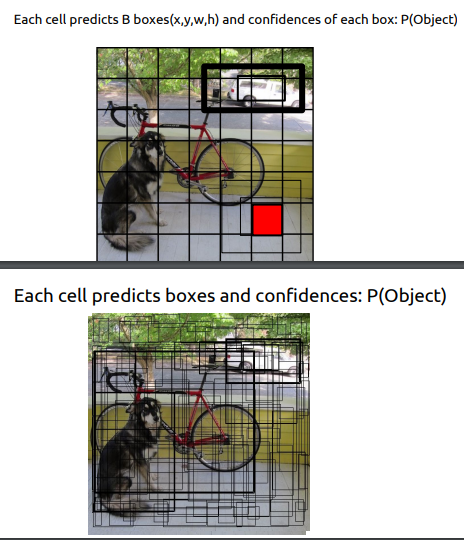 Each cell predicts B boxes(x,y,w,h) and confidences of each box: P(Object)
Each cell predicts boxes and confidences: P(Object)